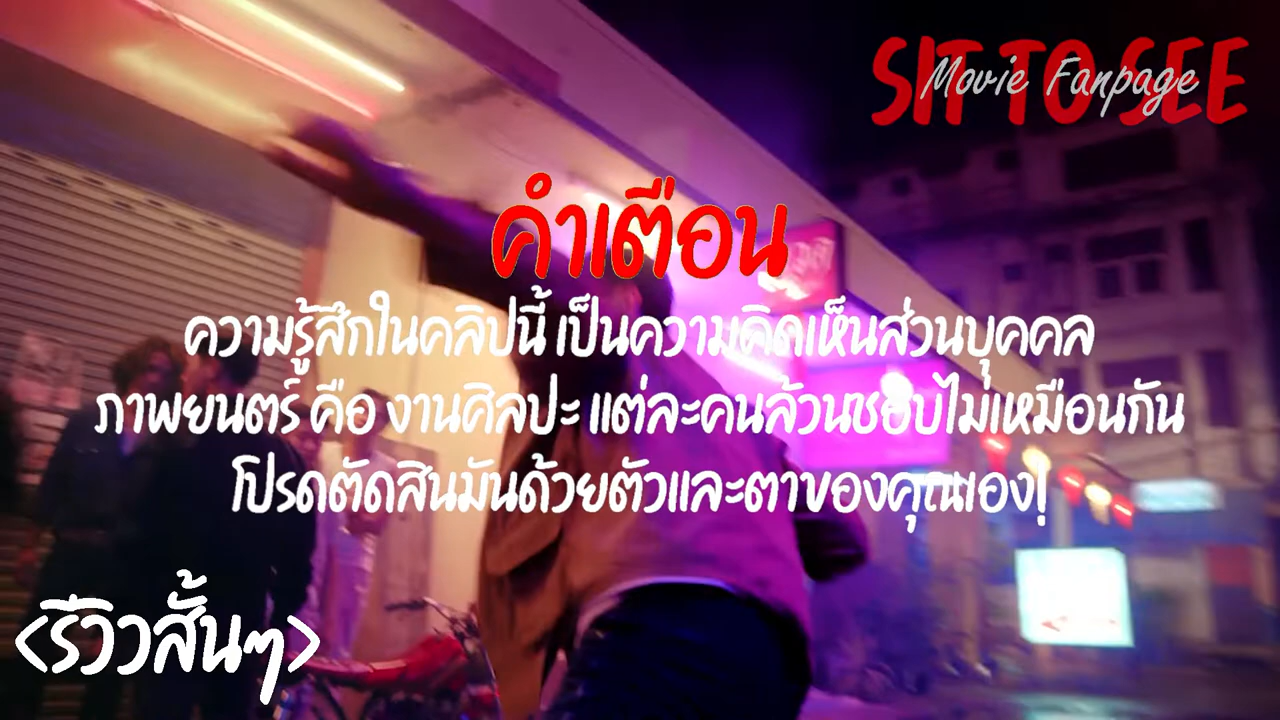 SIT TO SEE
Movie Fanpage
คำเตือน
ความรู้สึกในคลิปนี้ เป็นความคิดเห็นส่วนบุคคล
ภาพยนตร์ คือ งานศิลปะ แต่ละคนล้วนชอบไม่เหมือนกัน
โปรดตัดสินมันด้วยตัวและตาของคุณเอง!
<รีวิวสั้นๆ>